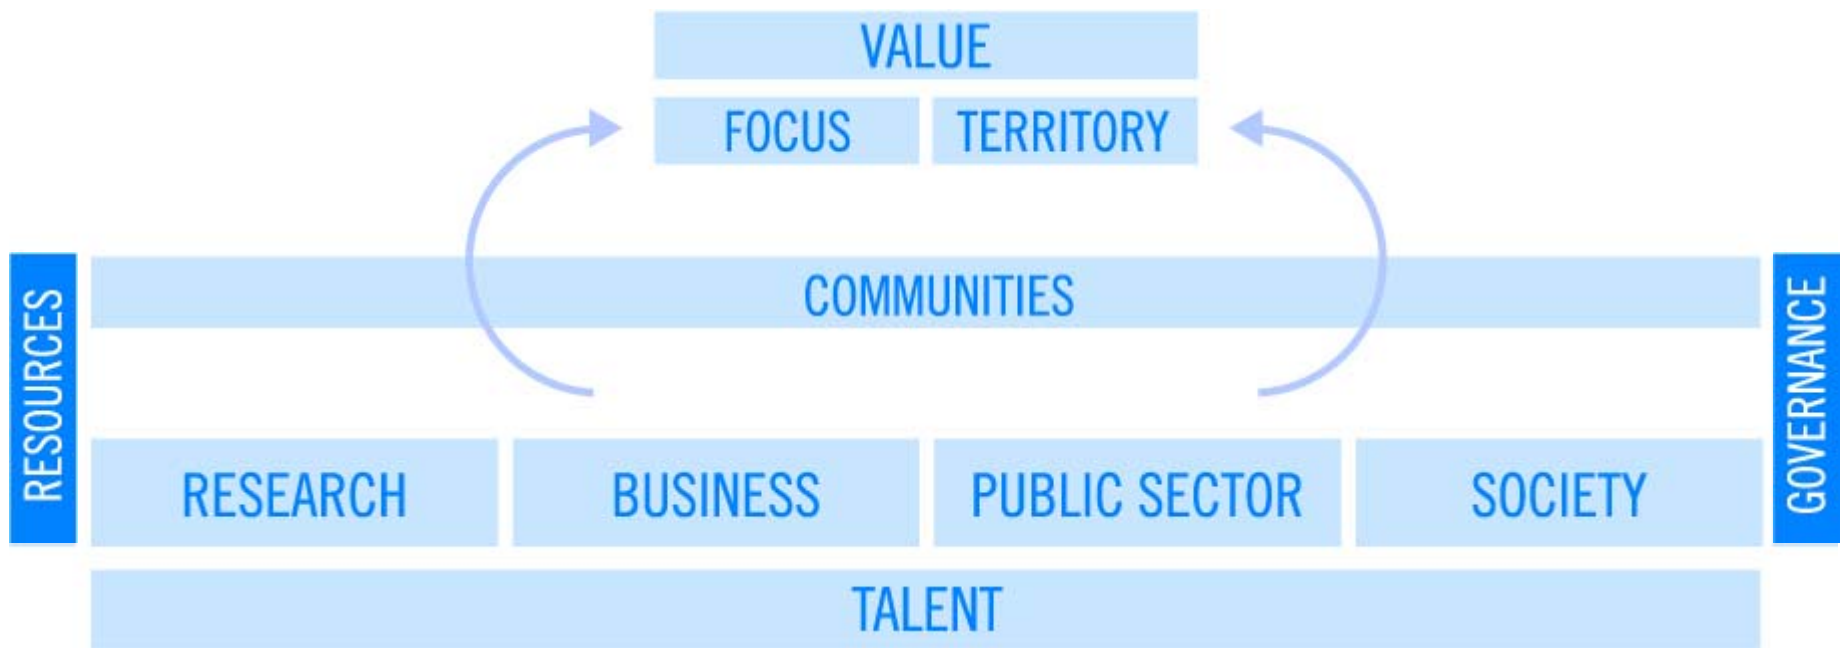 VALUE
FOCUS
TERRITORY
COMMUNITIES
RESOURCES
GOVERNANCE
RESEARCH
BUSINESS
PUBLIC SECTOR
SOCIETY
TALENT